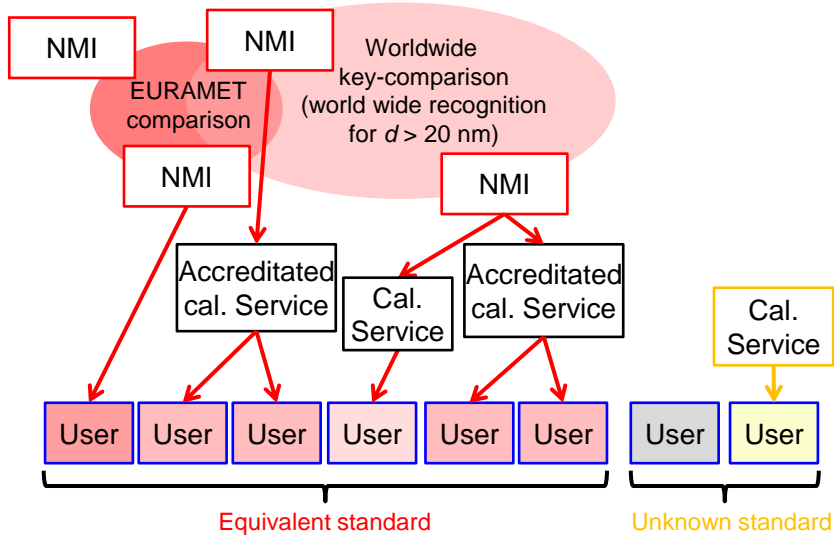 NMI
NMI
Worldwide
key-comparison
(world wide recognition
for d > 20 nm)
EURAMET
comparison
NMI
NMI
Accreditated
cal. Service
Cal.
Service
Accreditated
cal. Service
Cal.
Service
User
User
User
User
User
User
User
User
Equivalent standard
Unknown standard